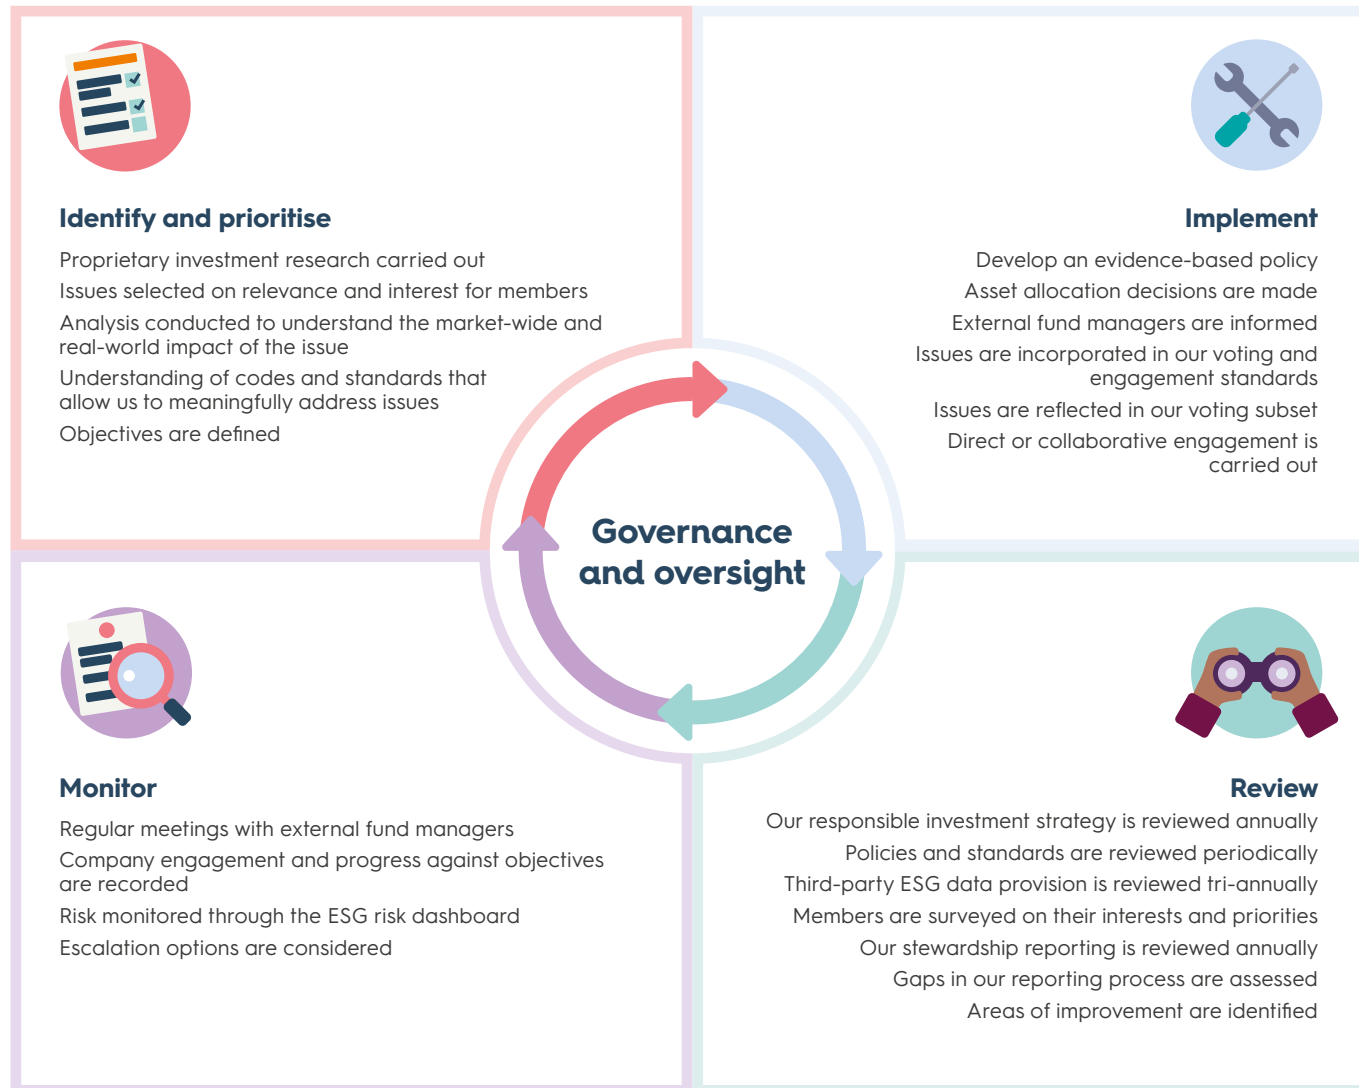 Identify and prioritise
Proprietary investment research carried out
Issues selected on relevance and interest for members
Analysis conducted to understand the market-wide and
real-world impact of the issue
Understanding of codes and standards that
allow us to meaningfully address issues
Objectives are defined
Implement
Develop an evidence-based policy
Asset allocation decisions are made
External fund managers are informed
Issues are incorporated in our voting and
engagement standards
Issues are reflected in our voting subset
Direct or collaborative engagement is
carried out
Governance
and oversight
Monitor
Regular meetings with external fund managers
Company engagement and progress against objectives
are recorded
Risk monitored through the ESG risk dashboard
Escalation options are considered
Review
Our responsible investment strategy is reviewed annually
Policies and standards are reviewed periodically
Third-party ESG data provision is reviewed tri-annually
Members are surveyed on their interests and priorities
Our stewardship reporting is reviewed annually
Gaps in our reporting process are assessed
Areas of improvement are identified